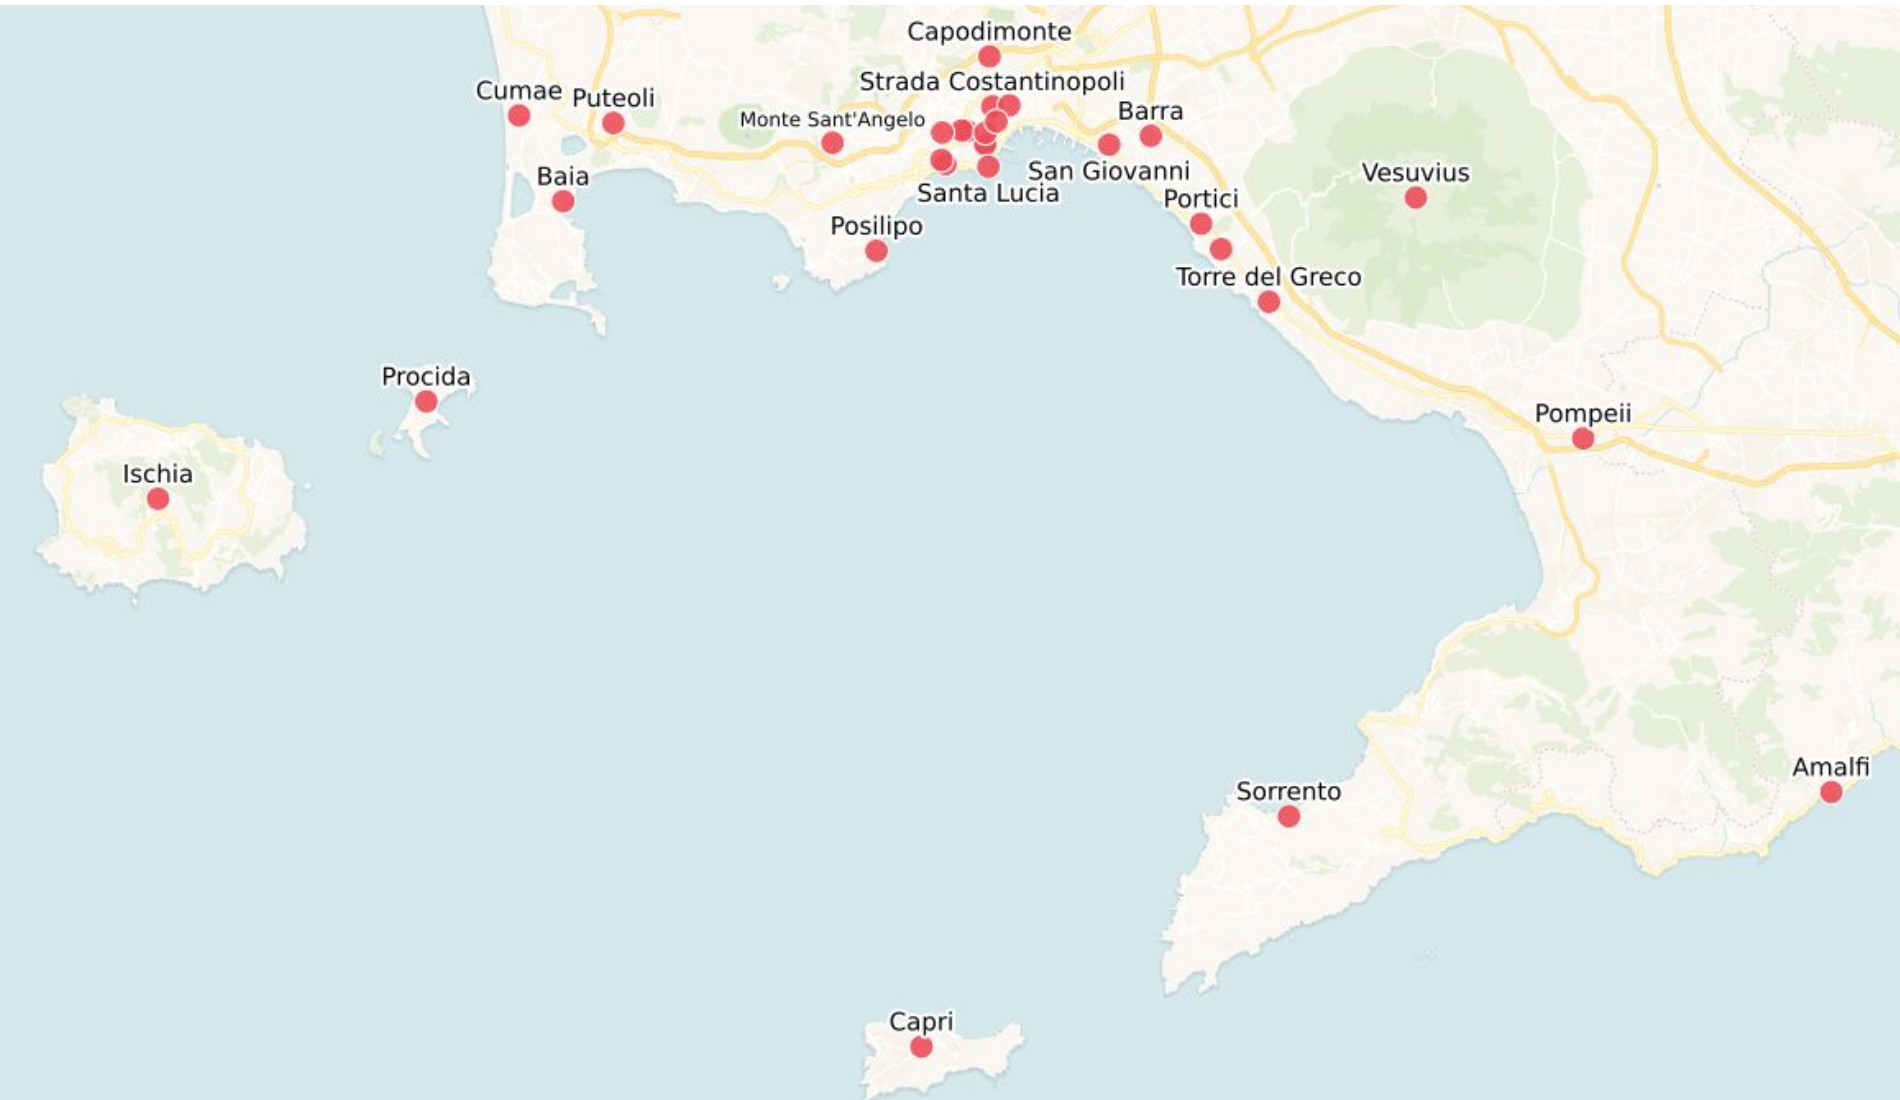 Capodimonte
Strada Costantinopoli
Cumae
Puteoli
Barra
Monte Sant'Angelo
San Giovanni
Vesuvius
Baia
Santa Lucia
Portici
Posilipo
Torre del Greco
Procida
Pompeii
Ischia
Amalfi
Sorrento
Capri